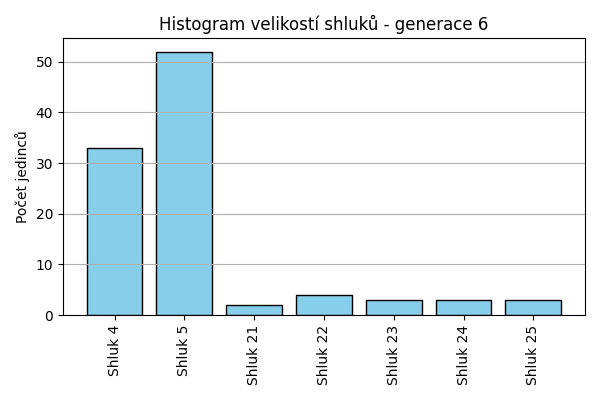 Histogram velikostí shluků - generace 6
Počet jedinců
50
40
30
20
10
0
Shluk 4
Shluk 5
Shluk 21
Shluk 22
Shluk 23
Shluk 24
Shluk 25